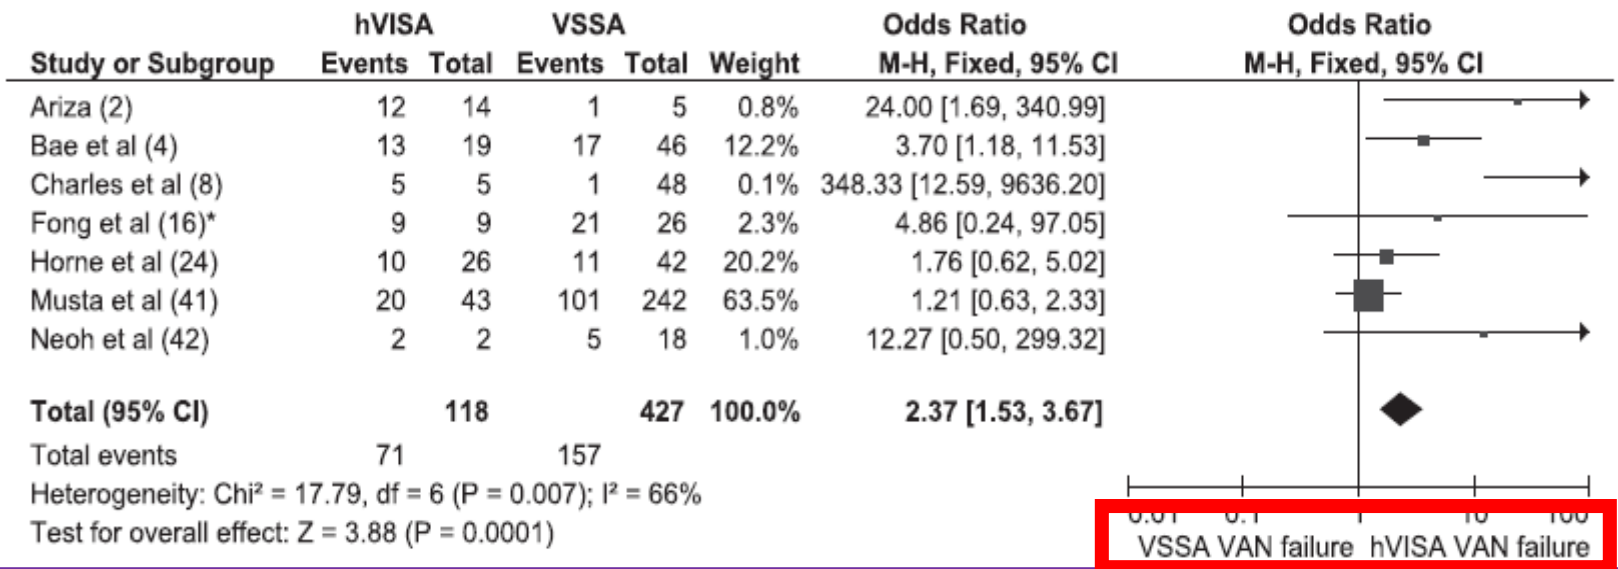 hVISA VSSA Odds Ratio Odds Ratio
Study or Subgroup Events Total Events Total Weight M-H, Fixed, 95% CI M-H, Fixed, 95% CI
Ariza (2) 12 14 1 5 0.8% 24.00 [1.69, 340.99]
Bae et al (4) 13 19 17 46 12.2% 3.70 [1.18, 11.53]
Charles et al (8) 5 5 1 48 0.1% 348.33 [12.59, 9636.20]
Fong et al (16)* 9 9 21 26 2.3% 4.86 [0.24, 97.05]
Horne et al (24) 10 26 11 42 20.2% 1.76 [0.62, 5.02]
Musta et al (41) 20 43 101 242 63.5% 1.21 [0.63, 2.33]
Neoh et al (42) 2 2 5 18 1.0% 12.27 [0.50, 299.32]
Total (95% CI) 118 427 100.0% 2.37 [1.53, 3.67]
Total events 71 157
Heterogeneity: Chi² = 17.79, df = 6 (P = 0.007); I² = 66%
Test for overall effect: Z = 3.88 (P = 0.0001)
0.01 0.1 1 10 100
VSSA VAN failure hVISA VAN failure